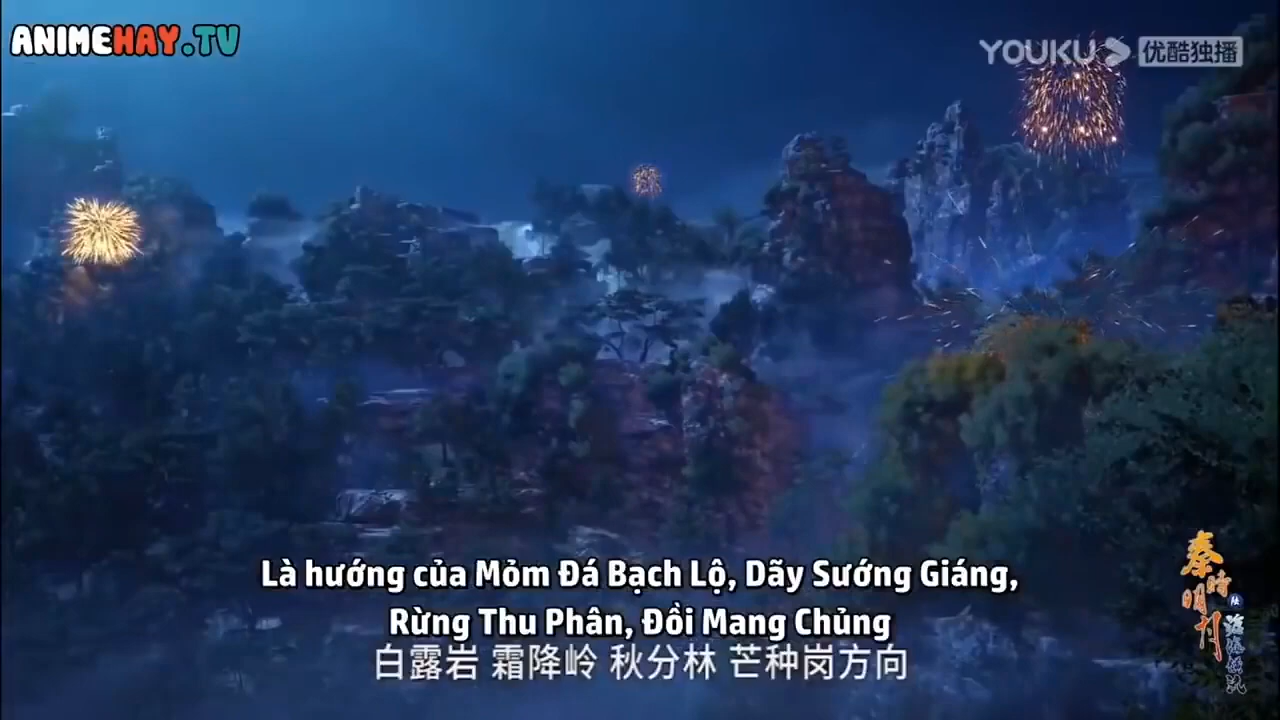 ANIMEHAY.TV
YOUKU 优酷独播
Là hướng của Mỏm Đá Bạch Lộ, Dãy Sướng Giáng,
Rừng Thu Phân, Đồi Mang Chủng
白露岩 霜降岭 秋分林 芒种岗方向
秦時明月